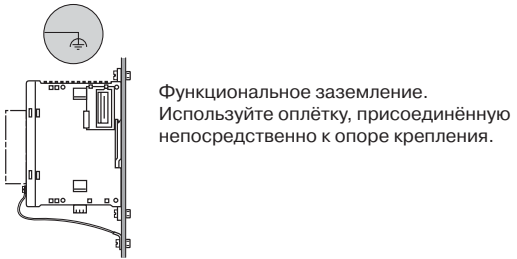 Функциональное заземление.
Используйте оплётку, присоединённую
непосредственно к опоре крепления.